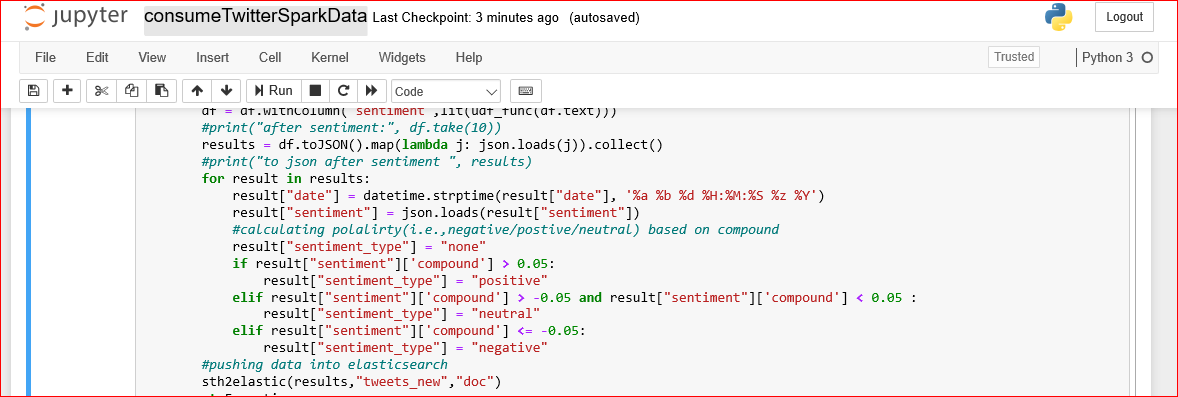 jupyter consumeTwitterSparkData Last Checkpoint: 3 minutes ago (autosaved) Logout
File Edit View Insert Cell Kernel Widgets Help Trusted Python 3
Run Code
df = df.withColumn( sentiment ,lit(udf_func(df.text)))
#print("after sentiment:", df.take(10))
results = df.toJSON().map(lambda j: json.loads(j)).collect()
#print("to json after sentiment ", results)
for result in results:
result["date"] = datetime.strptime(result["date"], '%a %b %d %H:%M:%S %z %Y')
result["sentiment"] = json.loads(result["sentiment"])
#calculating polalirty(i.e.,negative/postive/neutral) based on compound
result["sentiment_type"] = "none"
if result["sentiment"]['compound'] > 0.05:
result["sentiment_type"] = "positive"
elif result["sentiment"]['compound'] > -0.05 and result["sentiment"]['compound'] < 0.05 :
result["sentiment_type"] = "neutral"
elif result["sentiment"]['compound'] <= -0.05:
result["sentiment_type"] = "negative"
#pushing data into elasticsearch
sth2elastic(results,"tweets_new","doc")